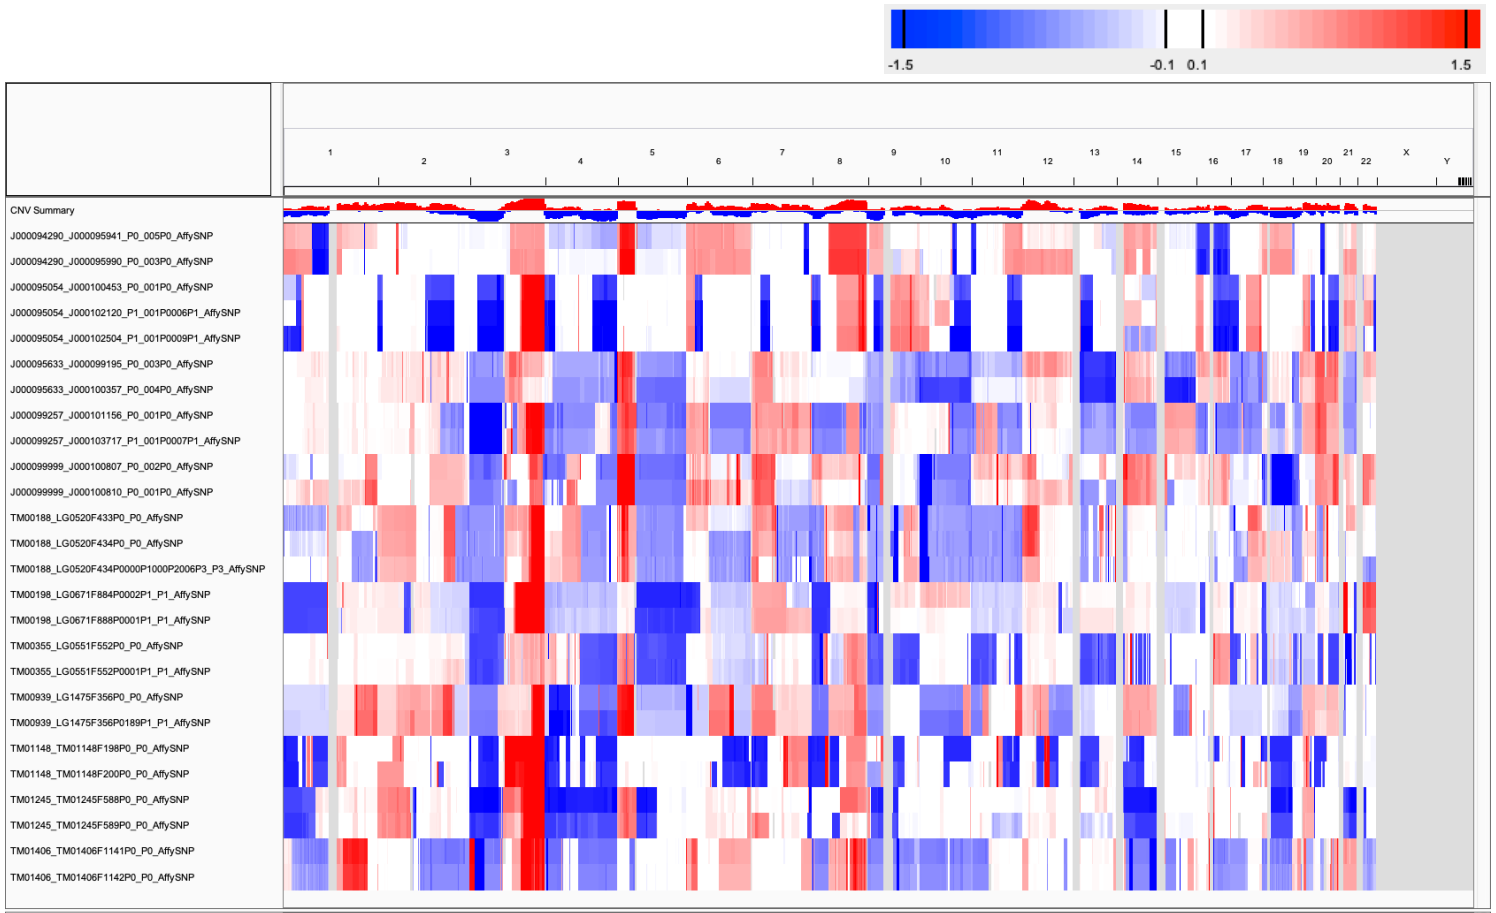 -1.5 -0.1 0.1 1.5
1 2 3 4 5 6 7 8 9 10 11 12 13 14 15 16 17 18 19 20 21 22 X Y
CNV Summary
J000094290_J000095941_P0_005P0_AffySNP
J000094290_J000095990_P0_003P0_AffySNP
J000095054_J000100453_P0_001P0_AffySNP
J000095054_J000102120_P1_001P0006P1_AffySNP
J000095054_J000102504_P1_001P0009P1_AffySNP
J000095633_J000099195_P0_003P0_AffySNP
J000095633_J000100357_P0_004P0_AffySNP
J000099257_J000101156_P0_001P0_AffySNP
J000099257_J000103717_P1_001P0007P1_AffySNP
J000099999_J000100807_P0_002P0_AffySNP
J000099999_J000100810_P0_001P0_AffySNP
TM00188_LG0520F433P0_P0_AffySNP
TM00188_LG0520F434P0_P0_AffySNP
TM00188_LG0520F434P0000P1000P2006P3_P3_AffySNP
TM00198_LG0671F884P0002P1_P1_AffySNP
TM00198_LG0671F888P0001P1_P1_AffySNP
TM00355_LG0551F552P0_P0_AffySNP
TM00355_LG0551F552P0001P1_P1_AffySNP
TM00939_LG1475F356P0_P0_AffySNP
TM00939_LG1475F356P0189P1_P1_AffySNP
TM01148_TM01148F198P0_P0_AffySNP
TM01148_TM01148F200P0_P0_AffySNP
TM01245_TM01245F588P0_P0_AffySNP
TM01245_TM01245F589P0_P0_AffySNP
TM01406_TM01406F1141P0_P0_AffySNP
TM01406_TM01406F1142P0_P0_AffySNP